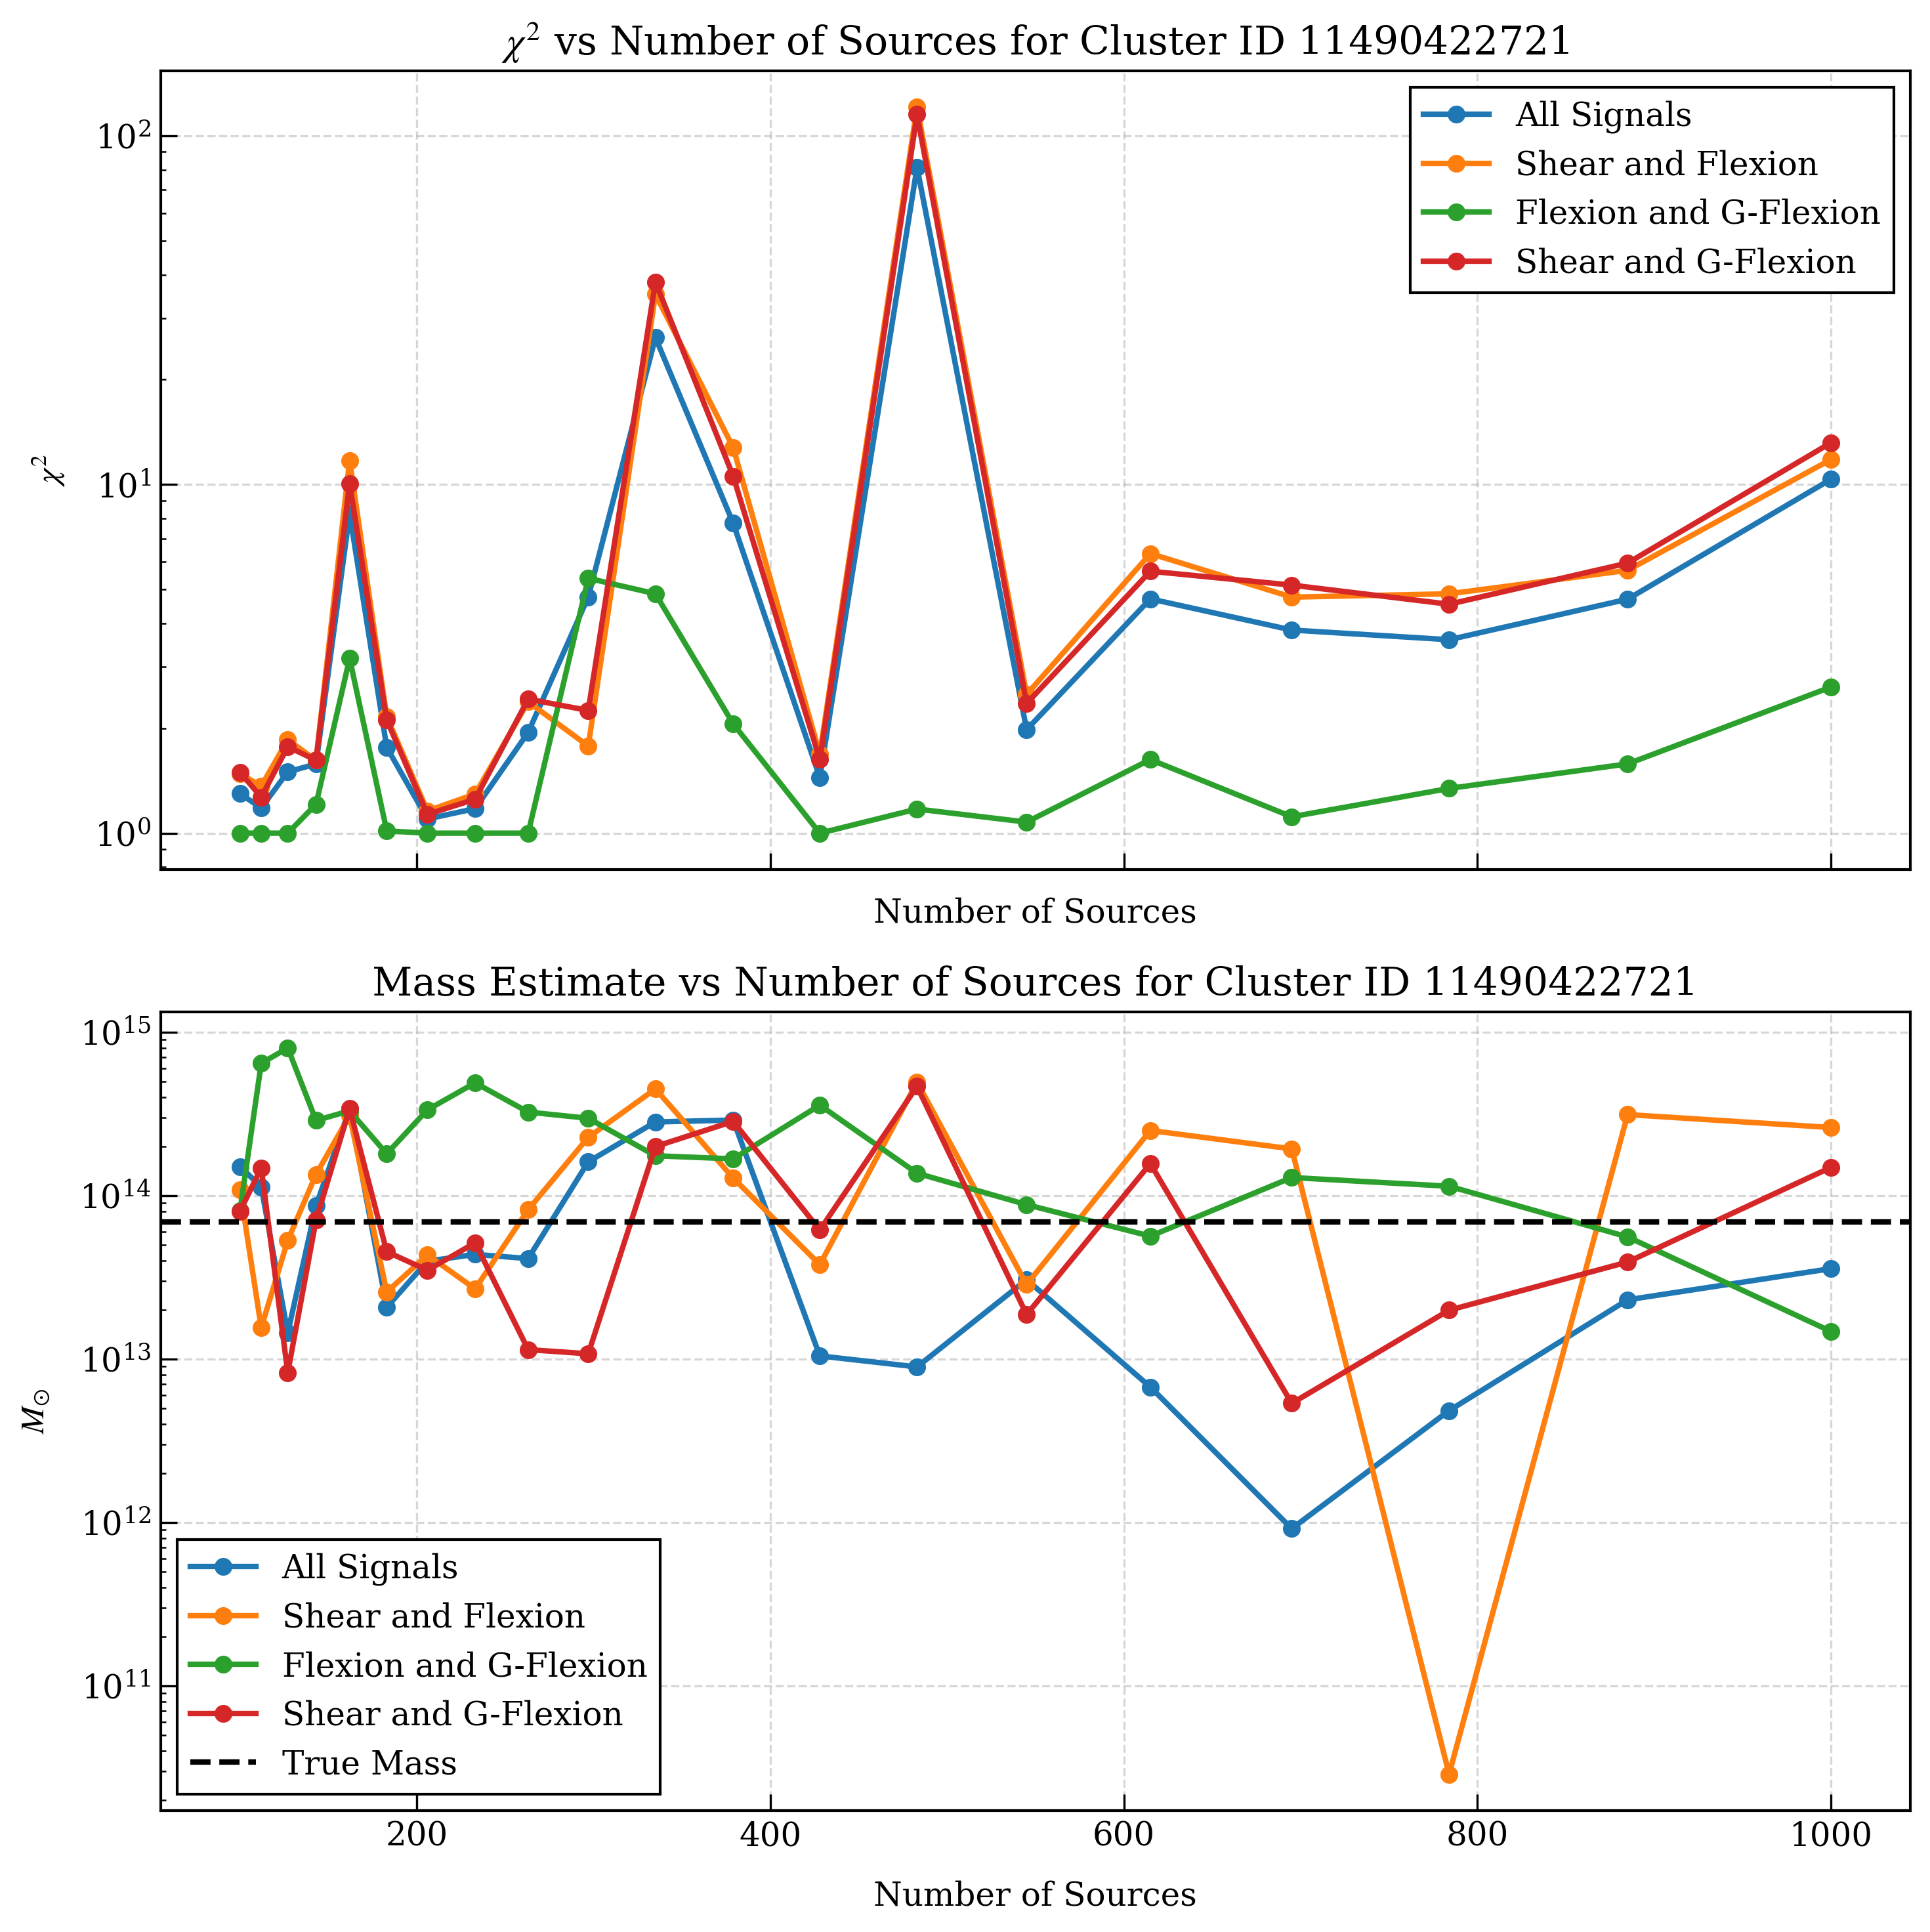 χ² vs Number of Sources for Cluster ID 11490422721
10²
10¹
10⁰
χ²
All Signals
Shear and Flexion
Flexion and G-Flexion
Shear and G-Flexion
Number of Sources
Mass Estimate vs Number of Sources for Cluster ID 11490422721
10¹⁵
10¹⁴
10¹³
10¹²
10¹¹
M⊙
All Signals
Shear and Flexion
Flexion and G-Flexion
Shear and G-Flexion
True Mass
200 400 600 800 1000
Number of Sources